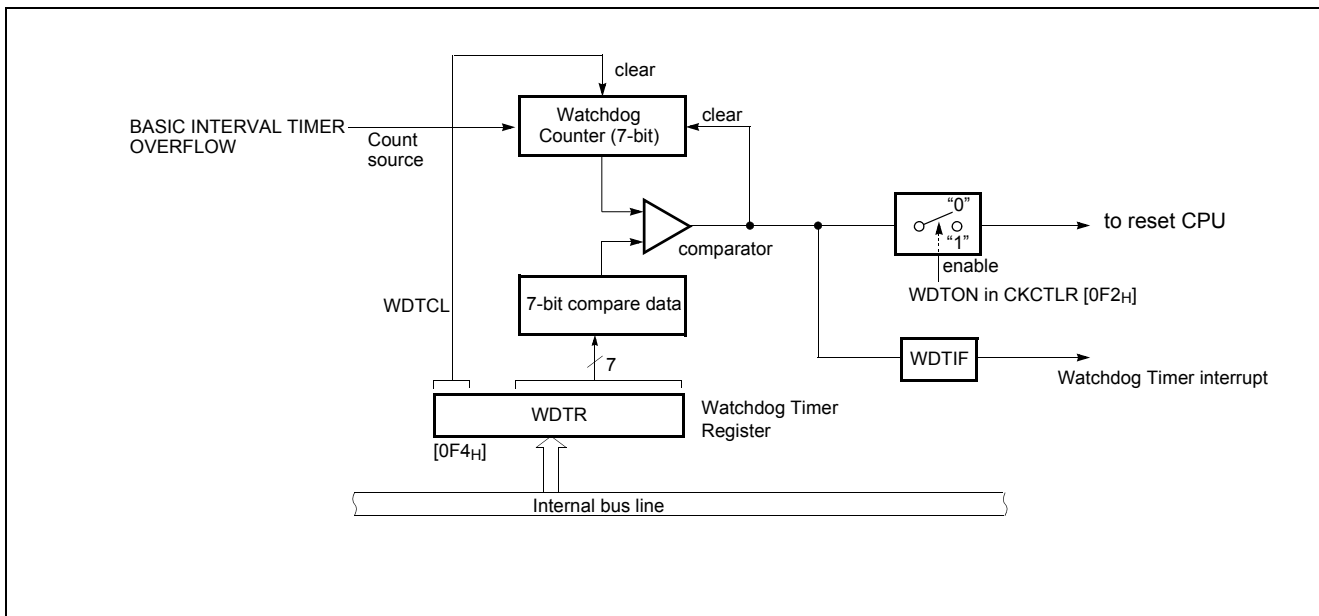 clear
Watchdog
Counter (7-bit)
clear
BASIC INTERVAL TIMER
OVERFLOW
Count
source
"0"
"1"
to reset CPU
comparator
enable
WDTCL
7-bit compare data
WDTON in CKCTLR [0F2H]
7
WDTIF
Watchdog Timer interrupt
WDTR
Watchdog Timer
Register
[0F4H]
Internal bus line